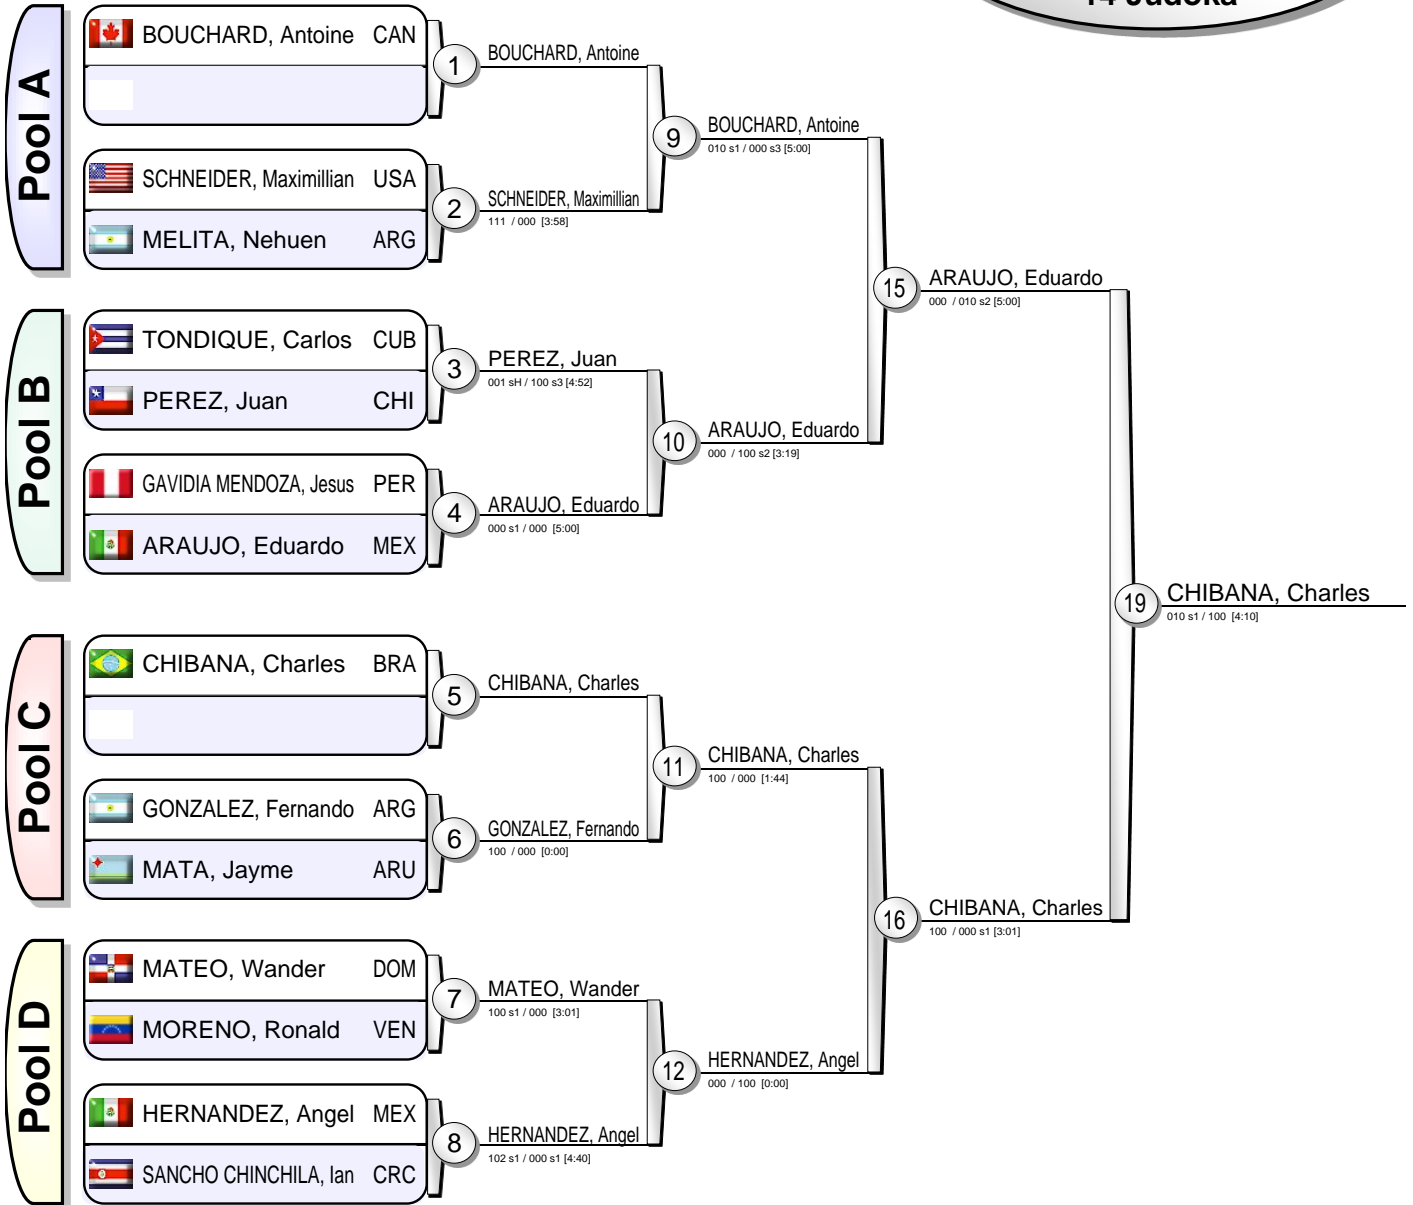 14 Judoka
Pool A
BOUCHARD, Antoine CAN
SCHNEIDER, Maximillian USA
MELITA, Nehuen ARG
1
BOUCHARD, Antoine
2
SCHNEIDER, Maximillian
111 / 000 [3:58]
9
BOUCHARD, Antoine
010 s1 / 000 s3 [5:00]
Pool B
TONDIQUE, Carlos CUB
PEREZ, Juan CHI
GAVIDIA MENDOZA, Jesus PER
ARAUJO, Eduardo MEX
3
PEREZ, Juan
001 sH / 100 s3 [4:52]
4
ARAUJO, Eduardo
000 s1 / 000 [5:00]
10
ARAUJO, Eduardo
000 / 100 s2 [3:19]
15
ARAUJO, Eduardo
000 / 010 s2 [5:00]
Pool C
CHIBANA, Charles BRA
GONZALEZ, Fernando ARG
MATA, Jayme ARU
5
CHIBANA, Charles
6
GONZALEZ, Fernando
100 / 000 [0:00]
11
CHIBANA, Charles
100 / 000 [1:44]
Pool D
MATEO, Wander DOM
MORENO, Ronald VEN
HERNANDEZ, Angel MEX
SANCHO CHINCHILA, Ian CRC
7
MATEO, Wander
100 s1 / 000 [3:01]
8
HERNANDEZ, Angel
102 s1 / 000 s1 [4:40]
12
HERNANDEZ, Angel
000 / 100 [0:00]
16
CHIBANA, Charles
100 / 000 s1 [3:01]
19
CHIBANA, Charles
010 s1 / 100 [4:10]